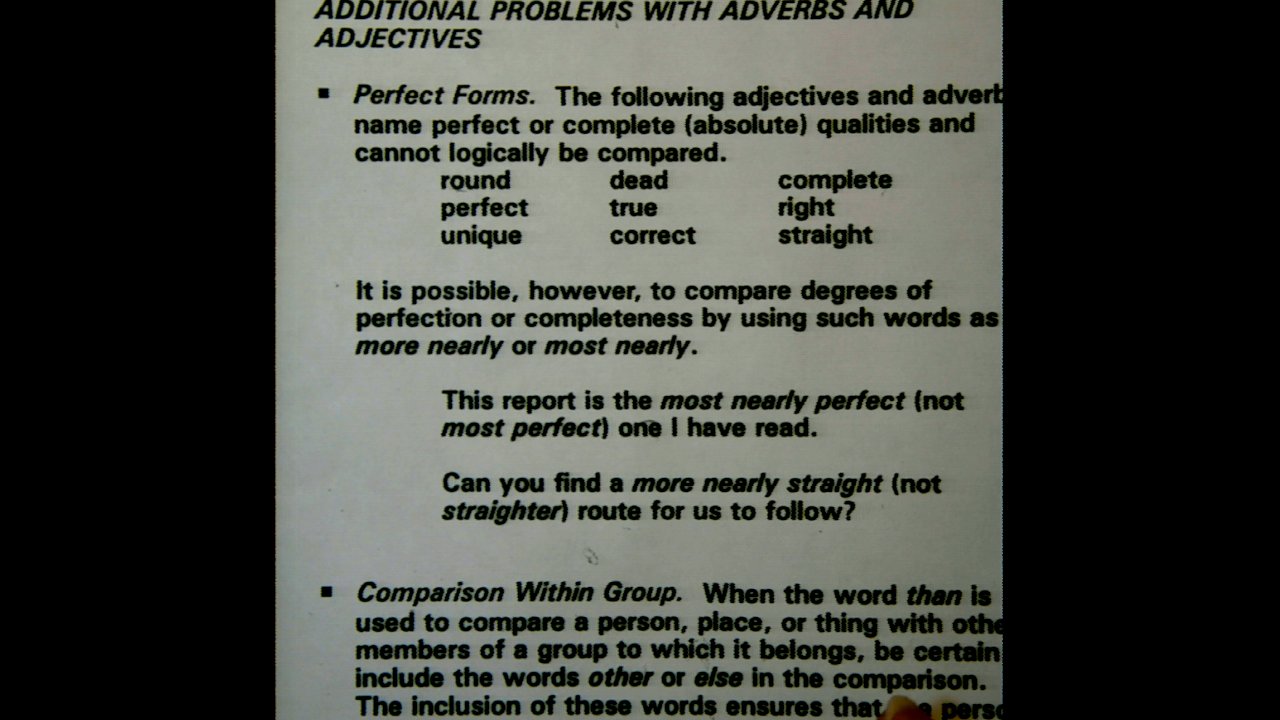 ADDITIONAL PROBLEMS WITH ADVERBS AND
ADJECTIVES
▪ Perfect Forms. The following adjectives and adverb
name perfect or complete (absolute) qualities and
cannot logically be compared.
round dead complete
perfect true right
unique correct straight
It is possible, however, to compare degrees of
perfection or completeness by using such words as
more nearly or most nearly.
This report is the most nearly perfect (not
most perfect) one I have read.
Can you find a more nearly straight (not
straighter) route for us to follow?
▪ Comparison Within Group. When the word than is
used to compare a person, place, or thing with othe
members of a group to which it belongs, be certain
include the words other or else in the comparison.
The inclusion of these words ensures that